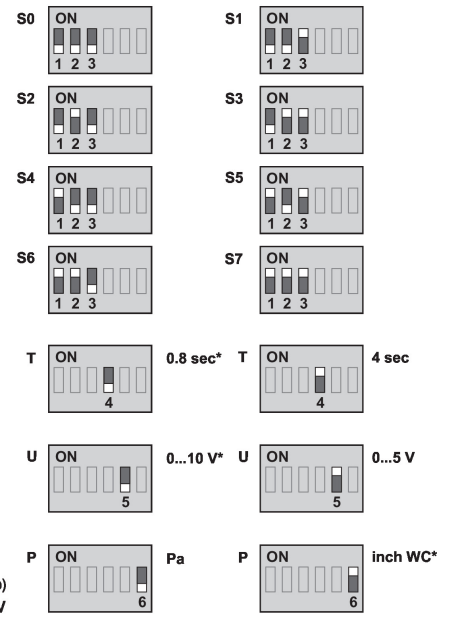 S0 ON S1 ON
1 2 3 1 2 3
S2 ON S3 ON
1 2 3 1 2 3
S4 ON S5 ON
1 2 3 1 2 3
S6 ON S7 ON
1 2 3 1 2 3
T ON 0.8 sec* T ON 4 sec
4 4
U ON 0...10 V* U ON 0...5 V
5 5
P ON Pa P ON inch WC*
6 6